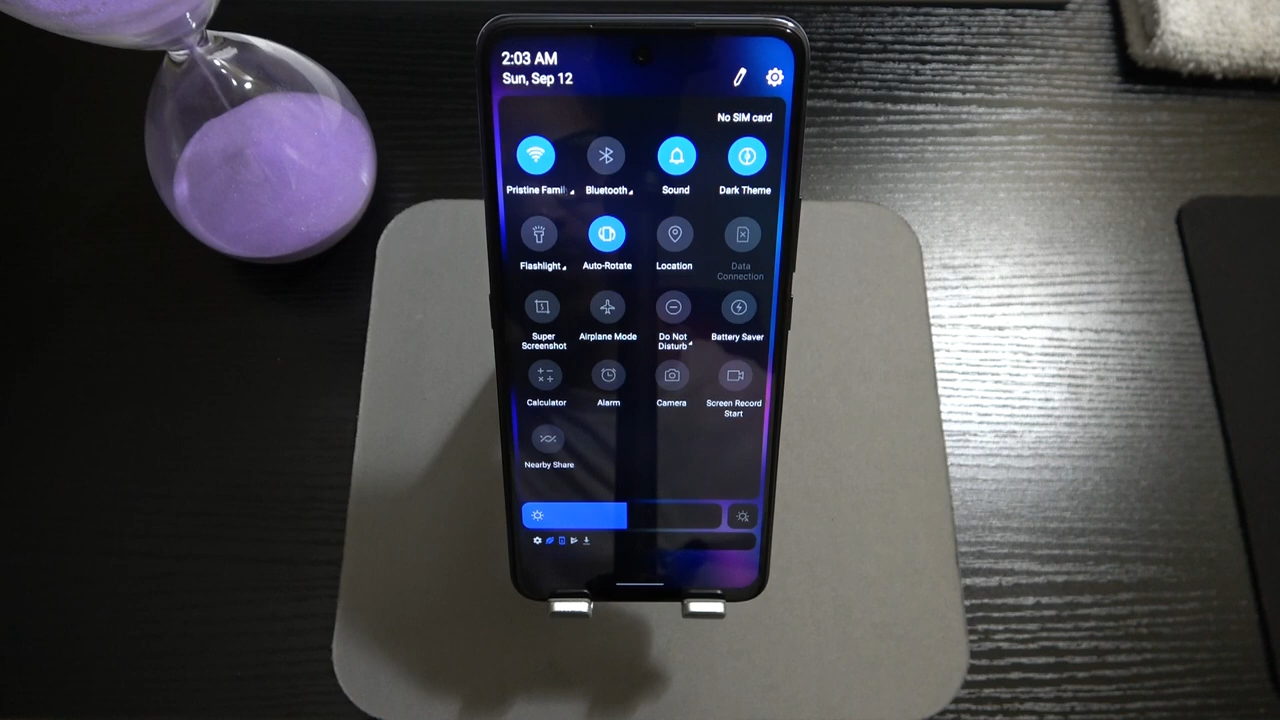 2:03 AM
Sun, Sep 12
No SIM card
Pristine Famil
Bluetooth
Sound
Dark Theme
Flashlight
Auto-Rotate
Location
Data
Connection
Super
Screenshot
Airplane Mode
Do Not
Disturb
Battery Saver
Calculator
Alarm
Camera
Screen Record
Start
Nearby Share